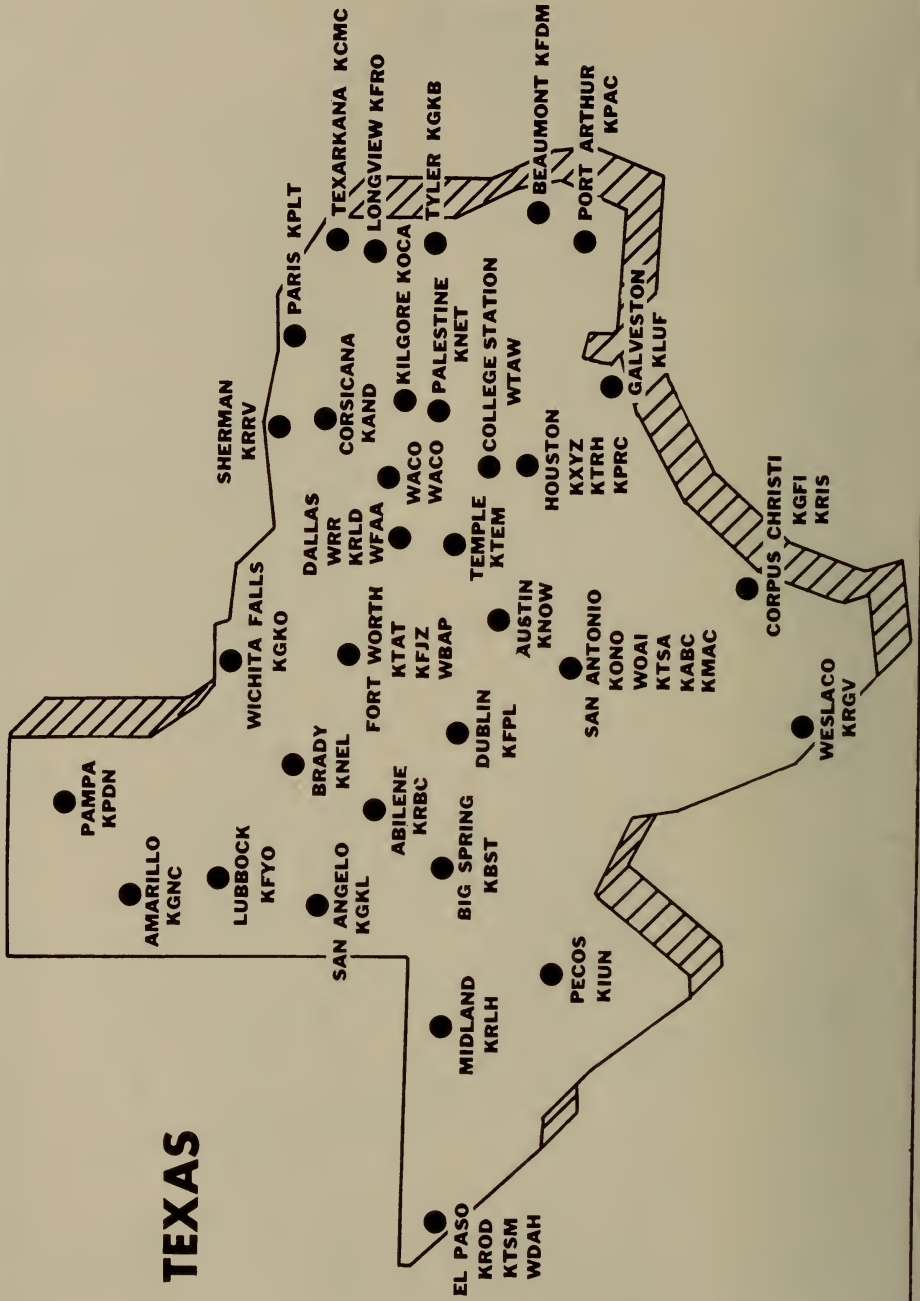 TEXAS
PAMPA
KPDN
AMARILLO
KGNC
LUBBOCK
KFYO
WICHITA FALLS
KGKO
SHERMAN
KRRV
PARIS KPLT
TEXARKANA KCMC
LONGVIEW KFRO
SAN ANGELO
KGKL
BRADY
KNEL
ABILENE
KRBC
FORT WORTH
KTAT
KFJZ
WBAP
DALLAS
WRR
KRLD
WFAA
CORSICANA
KAND
KILGORE KOCA
TYLER KGKB
WACO
WACO
PALESTINE
KNET
MIDLAND
KRLH
BIG SPRING
KBST
DUBLIN
KFPL
TEMPLE
KTEM
COLLEGE STATION
WTAW
BEAUMONT KFDM
PORT ARTHUR
KPAC
EL PASO
KROD
KTSM
WDAH
PECOS
KIUN
AUSTIN
KNOW
HOUSTON
KXYZ
KTRH
KPRC
GALVESTON
KLUF
SAN ANTONIO
KONO
WOAI
KTSA
KABC
KMAC
CORPUS CHRISTI
KGFI
KRIS
WESLACO
KRGV